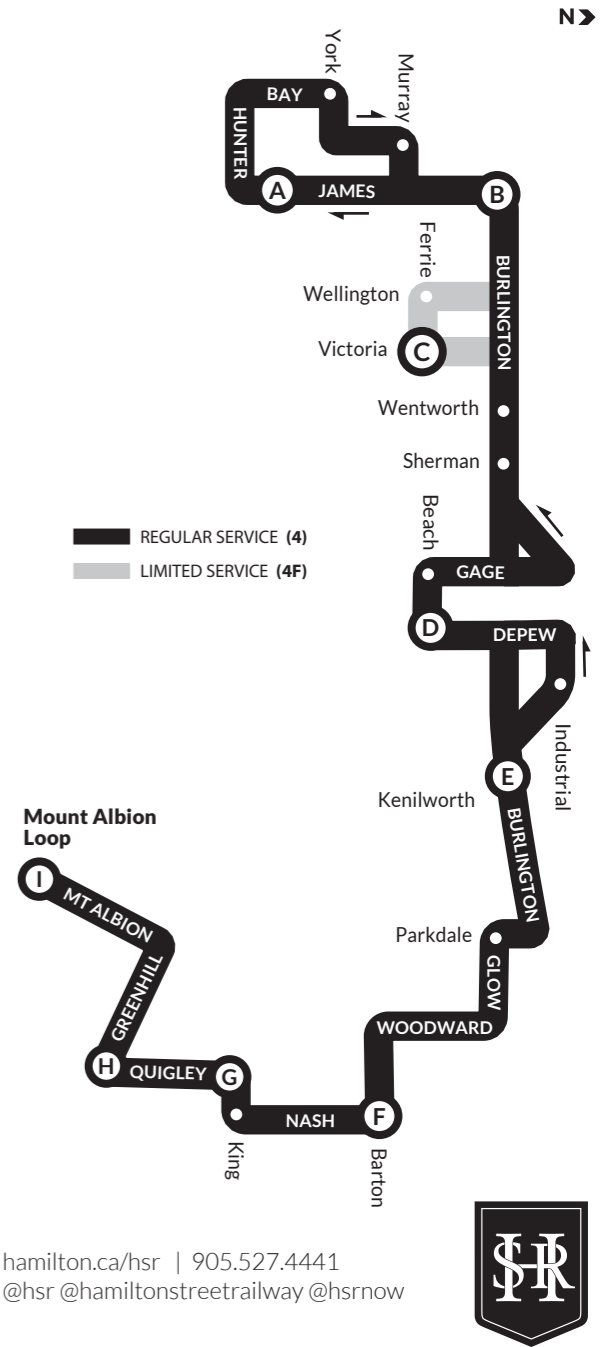 N
York
Murray
BAY
HUNTER
A
JAMES
B
Ferrie
BURLINGTON
Wellington
Victoria
C
Wentworth
Sherman
Beach
REGULAR SERVICE (4)
LIMITED SERVICE (4F)
GAGE
D
DEPEW
Industrial
E
Kenilworth
BURLINGTON
Mount Albion
Loop
I
MT ALBION
Parkdale
GLOW
GREENHILL
WOODWARD
H
QUIGLEY
G
NASH
F
King
Barton
hamilton.ca/hsr | 905.527.4441
@hsr @hamiltonstreetrailway @hsrnow
HSR